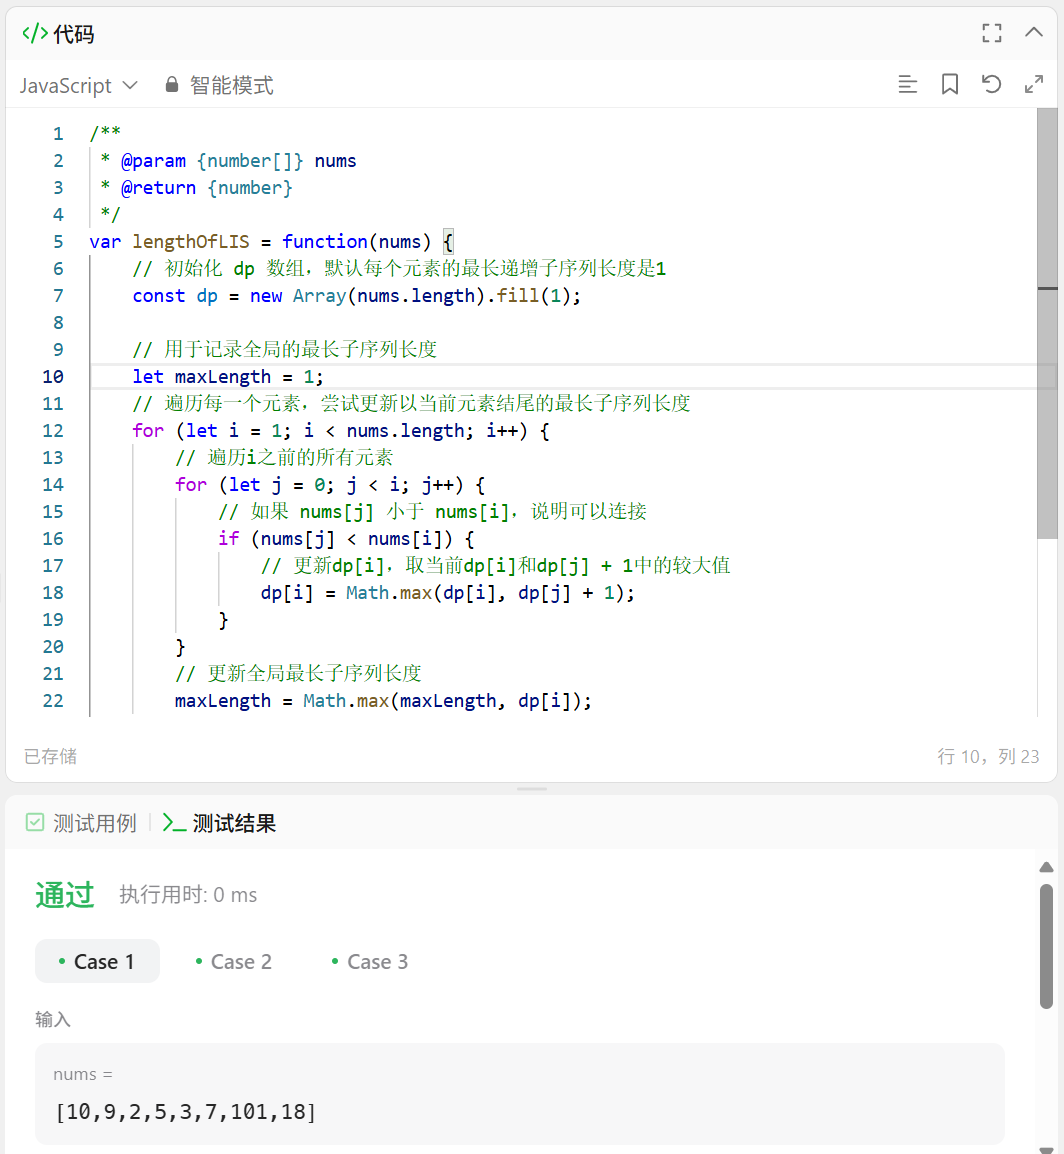 </> 代码
JavaScript 智能模式
1 /**
2  * @param {number[]} nums
3  * @return {number}
4  */
5 var lengthOfLIS = function(nums) {
6     // 初始化 dp 数组，默认每个元素的最长递增子序列长度是1
7     const dp = new Array(nums.length).fill(1);
8
9     // 用于记录全局的最长子序列长度
10     let maxLength = 1;
11     // 遍历每一个元素，尝试更新以当前元素结尾的最长子序列长度
12     for (let i = 1; i < nums.length; i++) {
13         // 遍历i之前的所有元素
14         for (let j = 0; j < i; j++) {
15             // 如果 nums[j] 小于 nums[i]，说明可以连接
16             if (nums[j] < nums[i]) {
17                 // 更新dp[i]，取当前dp[i]和dp[j] + 1中的较大值
18                 dp[i] = Math.max(dp[i], dp[j] + 1);
19             }
20         }
21         // 更新全局最长子序列长度
22         maxLength = Math.max(maxLength, dp[i]);
已存储 行 10，列 23
测试用例 测试结果
通过 执行用时: 0 ms
Case 1 Case 2 Case 3
输入
nums =
[10,9,2,5,3,7,101,18]